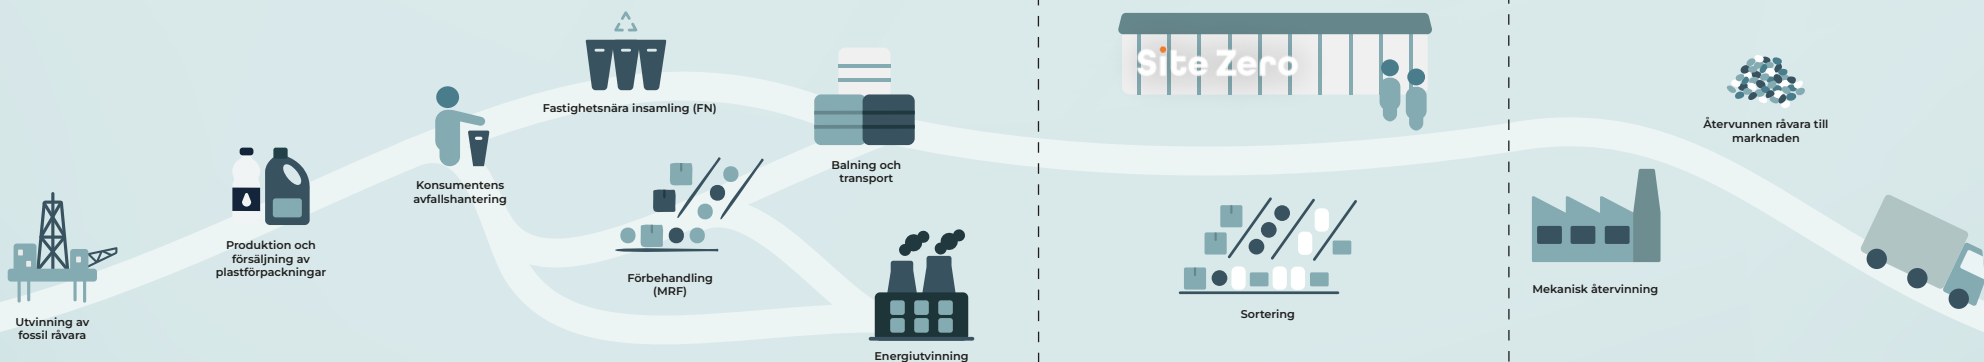 Utvinning av
fossil råvara
Produktion och
försäljning av
plastförpackningar
Konsumentens
avfallshantering
Fastighetsnära insamling (FN)
Förbehandling
(MRF)
Balning och
transport
Energiutvinning
Site Zero
Sortering
Återvunnen råvara till
marknaden
Mekanisk återvinning